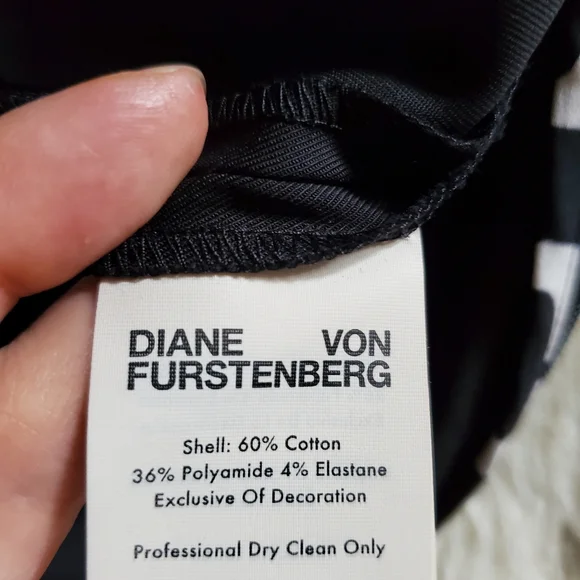 DIANE VON
FURSTENBERG
Shell: 60% Cotton
36% Polyamide 4% Elastane
Exclusive Of Decoration
Professional Dry Clean Only